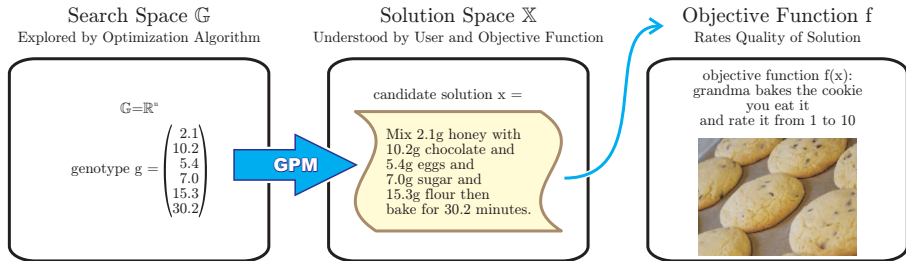 Search Space 𝔾
Explored by Optimization Algorithm
𝔾=ℝⁿ
genotype g =
2.1
10.2
5.4
7.0
15.3
30.2
GPM
Solution Space 𝕏
Understood by User and Objective Function
candidate solution x =
Mix 2.1g honey with
10.2g chocolate and
5.4g eggs and
7.0g sugar and
15.3g flour then
bake for 30.2 minutes.
Objective Function f
Rates Quality of Solution
objective function f(x):
grandma bakes the cookie
you eat it
and rate it from 1 to 10